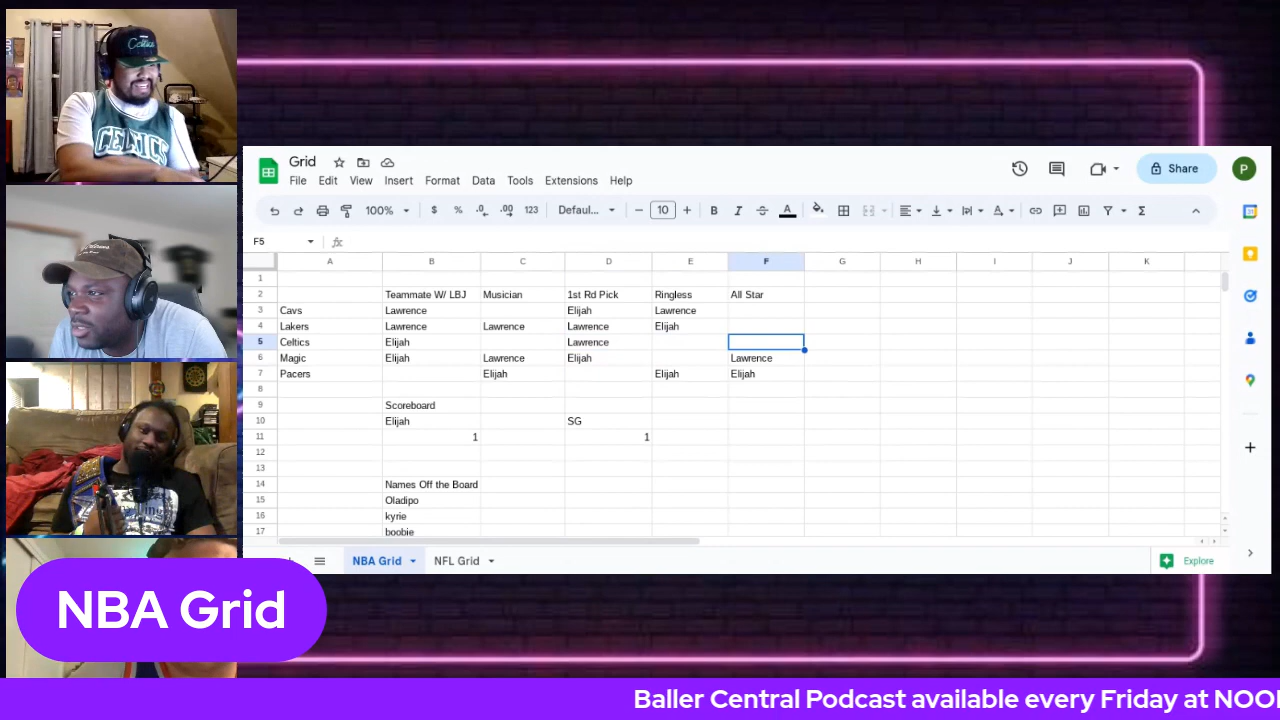 Celtics
CELTICS
Grid
File Edit View Insert Format Data Tools Extensions Help
Share
P
100% $ % .0 .00 123 Defaul... 10 B I A
F5 fx
A B C D E F G H I J K
1
2 Teammate W/ LBJ Musician 1st Rd Pick Ringless All Star
3 Cavs Lawrence Elijah Lawrence
4 Lakers Lawrence Lawrence Lawrence Elijah
5 Celtics Elijah Lawrence
6 Magic Elijah Lawrence Elijah Lawrence
7 Pacers Elijah Elijah Elijah
8
9 Scoreboard
10 Elijah SG
11 1 1
12
13
14 Names Off the Board
15 Oladipo
16 kyrie
17 boobie
NBA Grid NFL Grid Explore
NBA Grid
Baller Central Podcast available every Friday at NOO